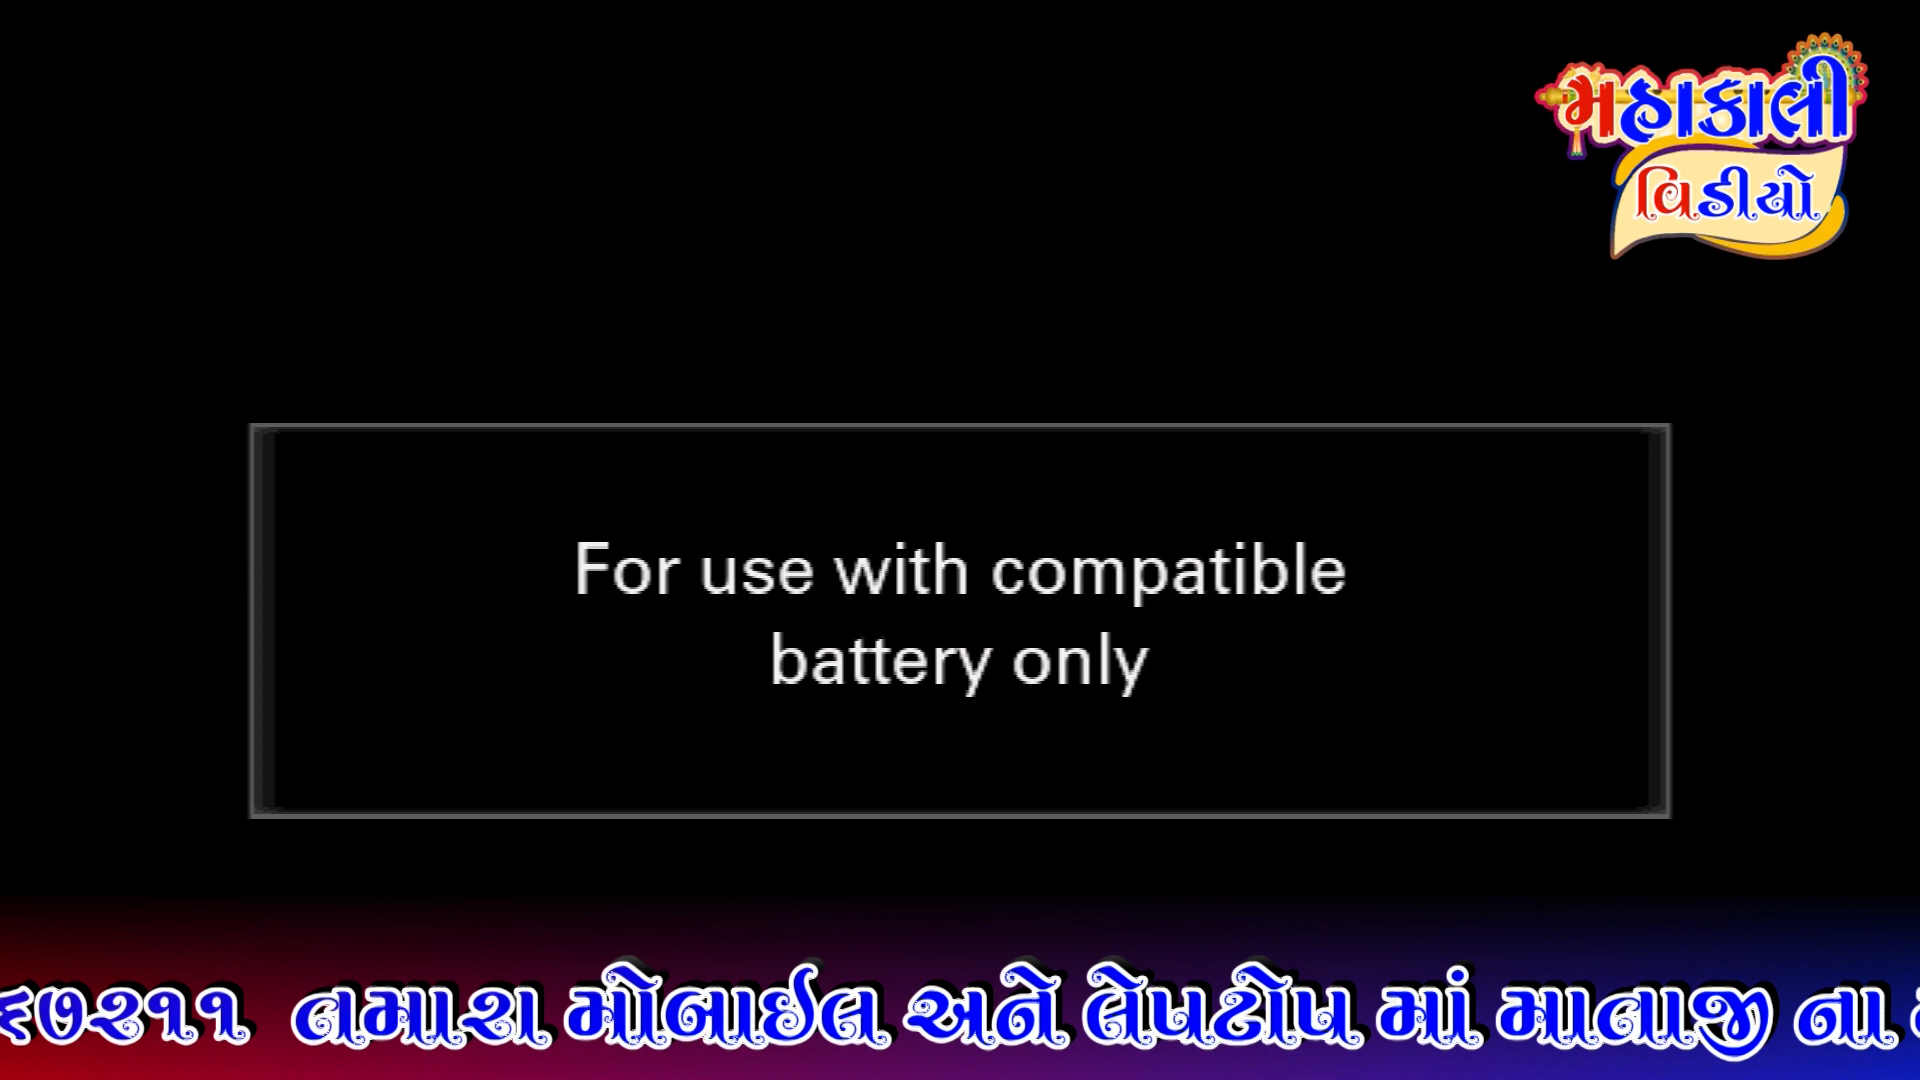 મહાકાલી
વિડીયો
For use with compatible
battery only
૬૭૨૧૧ તમારા મોબાઈલ અને લેપટોપ માં માતાજી ના